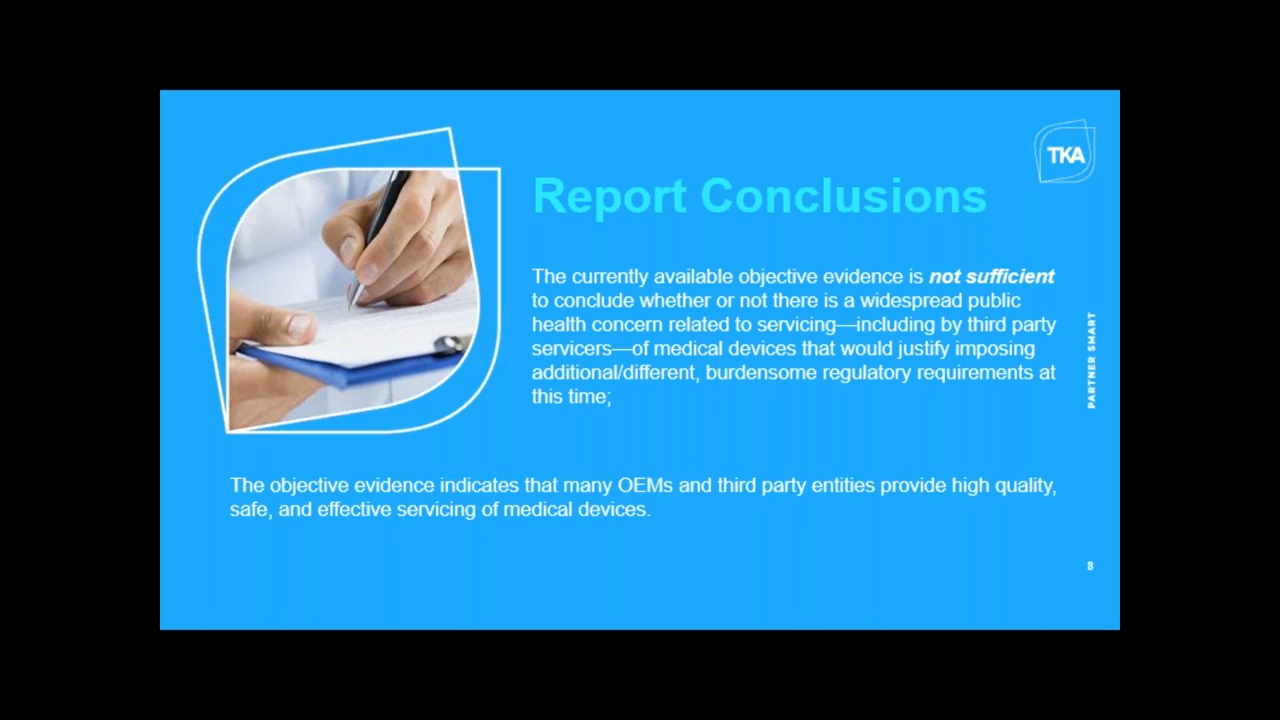 TKA
Report Conclusions
The currently available objective evidence is not sufficient
to conclude whether or not there is a widespread public
health concern related to servicing—including by third party
servicers—of medical devices that would justify imposing
additional/different, burdensome regulatory requirements at
this time;
PARTNER SMART
The objective evidence indicates that many OEMs and third party entities provide high quality,
safe, and effective servicing of medical devices.
8